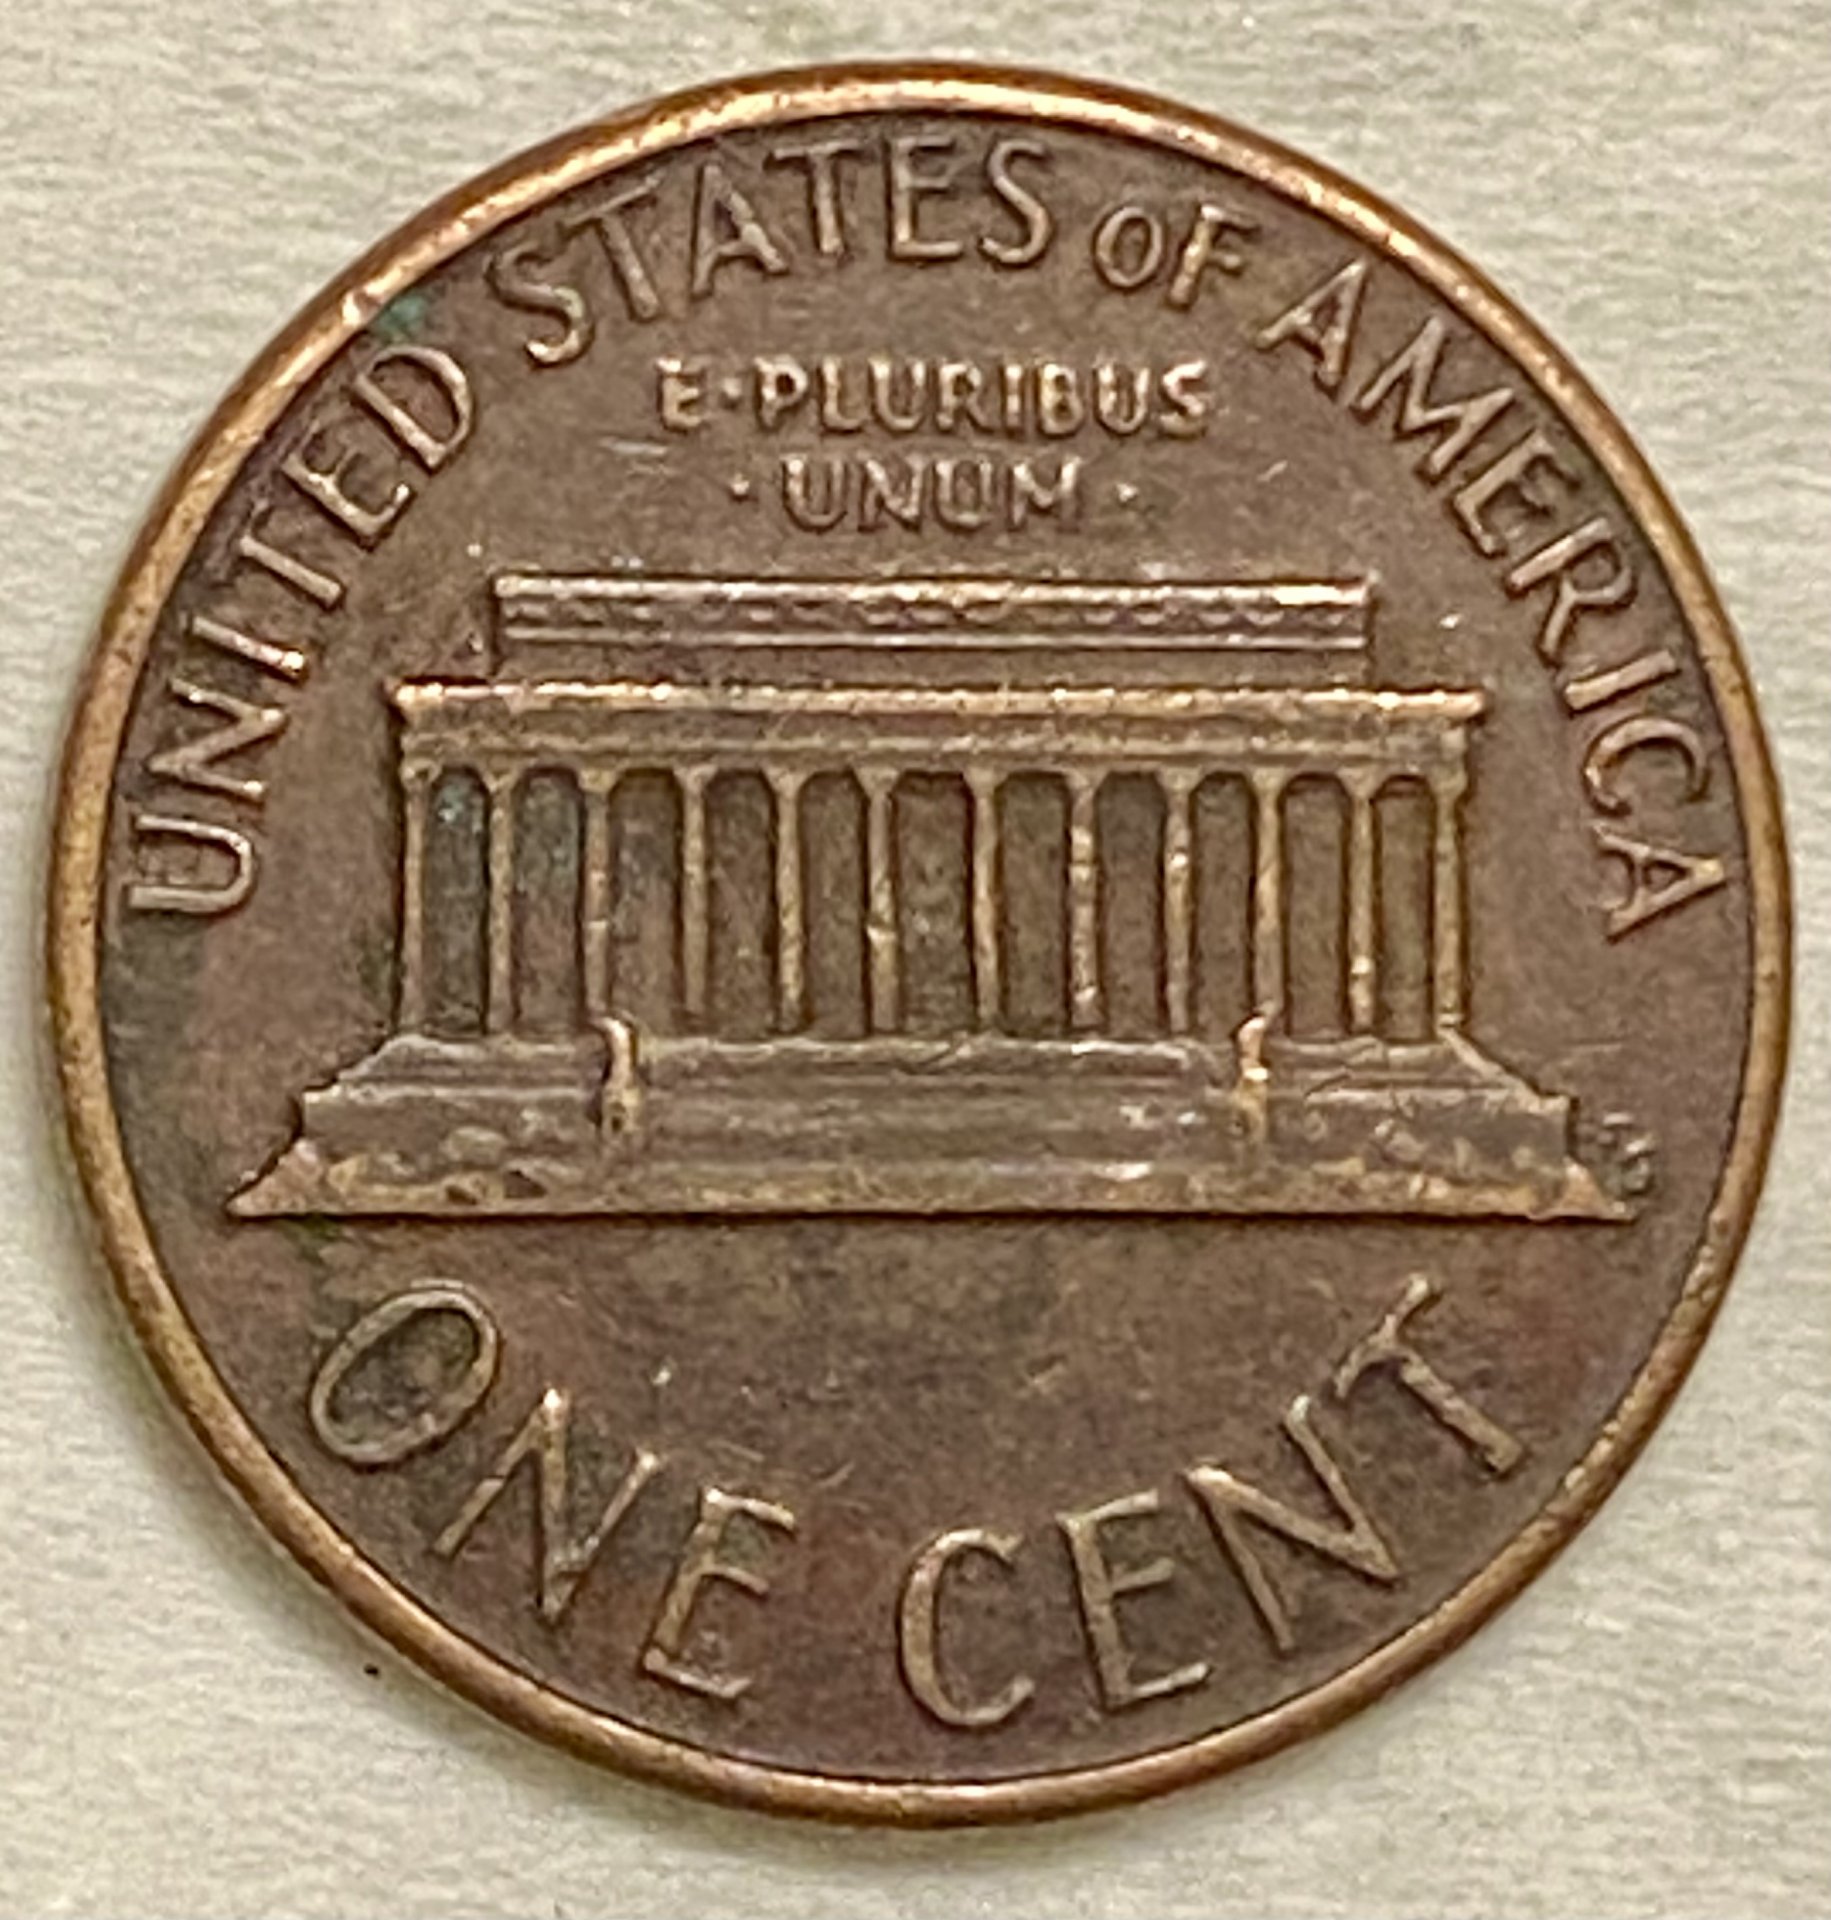 UNITED STATES OF AMERICA
E·PLURIBUS
·UNUM·
ONE CENT